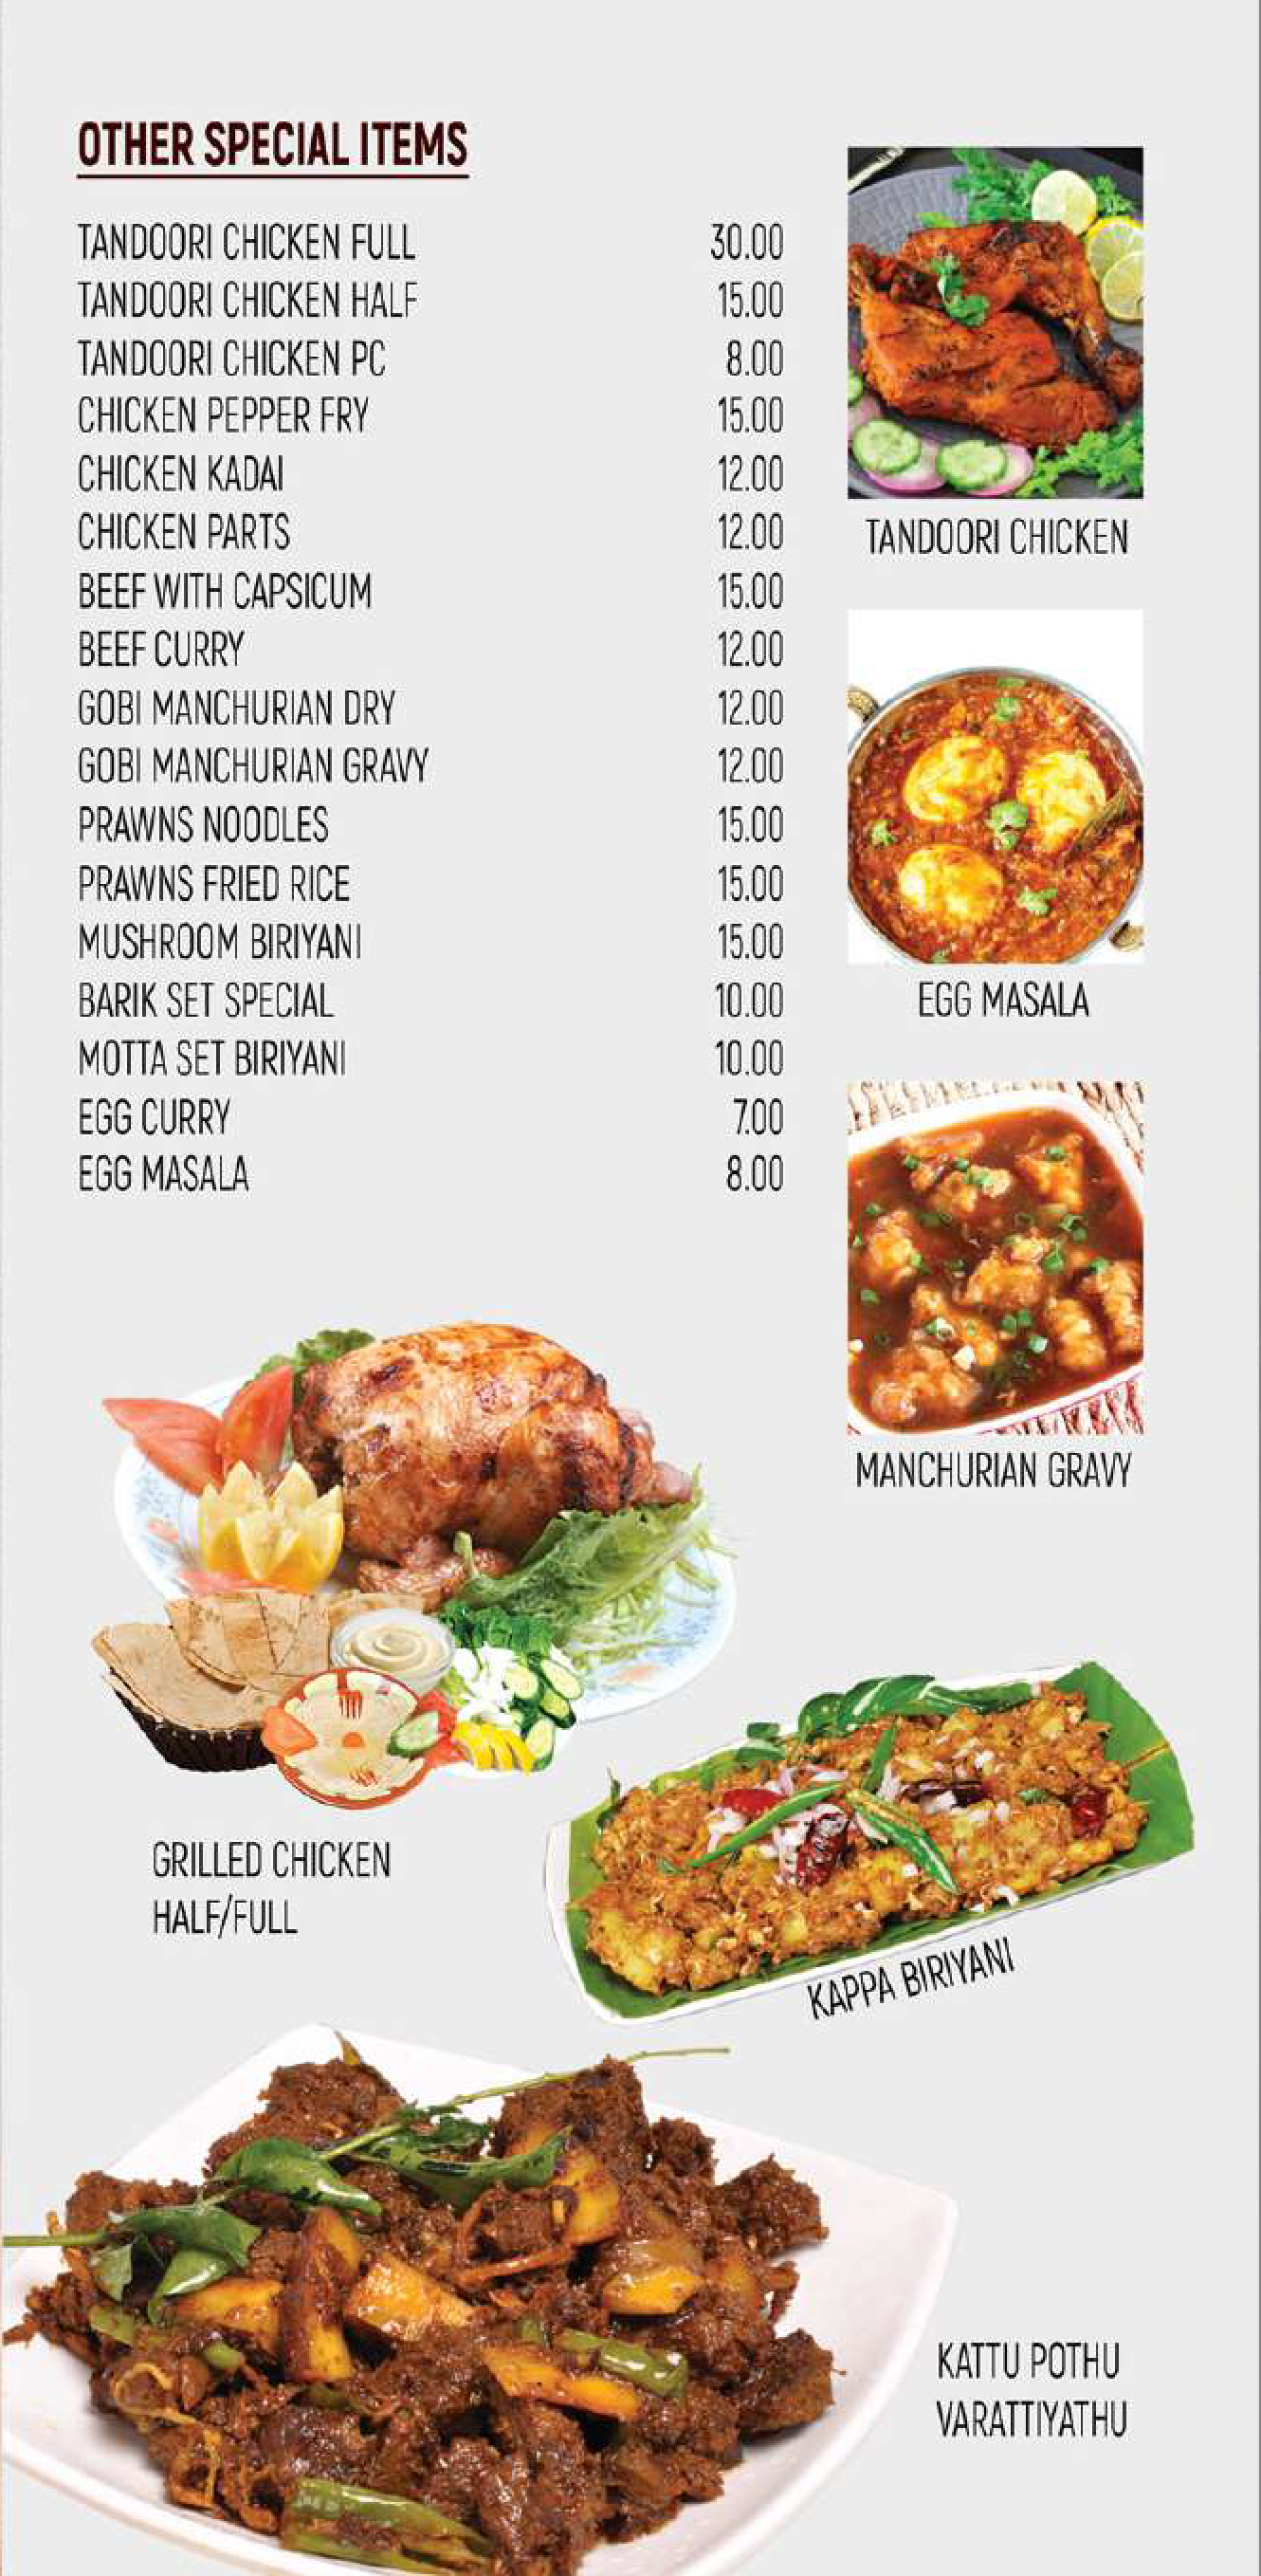 OTHER SPECIAL ITEMS
TANDOORI CHICKEN FULL 30.00
TANDOORI CHICKEN HALF 15.00
TANDOORI CHICKEN PC 8.00
CHICKEN PEPPER FRY 15.00
CHICKEN KADAI 12.00
CHICKEN PARTS 12.00
BEEF WITH CAPSICUM 15.00
BEEF CURRY 12.00
GOBI MANCHURIAN DRY 12.00
GOBI MANCHURIAN GRAVY 12.00
PRAWNS NOODLES 15.00
PRAWNS FRIED RICE 15.00
MUSHROOM BIRIYANI 15.00
BARIK SET SPECIAL 10.00
MOTTA SET BIRIYANI 10.00
EGG CURRY 7.00
EGG MASALA 8.00
TANDOORI CHICKEN
EGG MASALA
MANCHURIAN GRAVY
GRILLED CHICKEN
HALF/FULL
KAPPA BIRIYANI
KATTU POTHU
VARATTIYATHU